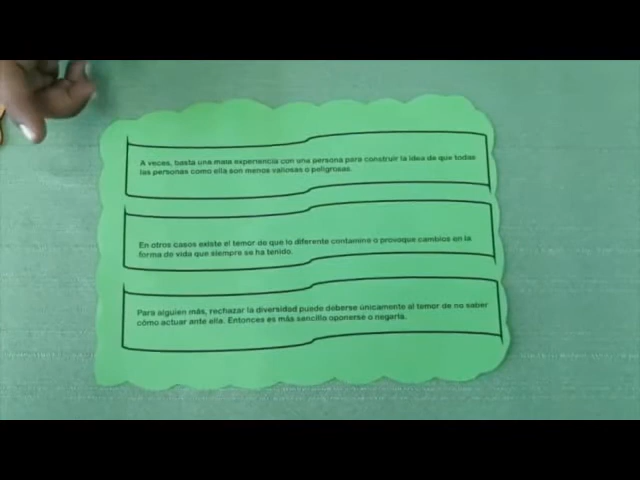 A veces, basta una mala experiencia con una persona para construir la idea de que todas
las personas como ella son menos valiosas o peligrosas.
En otros casos existe el temor de que lo diferente contamine o provoque cambios en la
forma de vida que siempre se ha tenido.
Para alguien más, rechazar la diversidad puede deberse únicamente al temor de no saber
cómo actuar ante ella. Entonces es más sencillo oponerse o negarla.